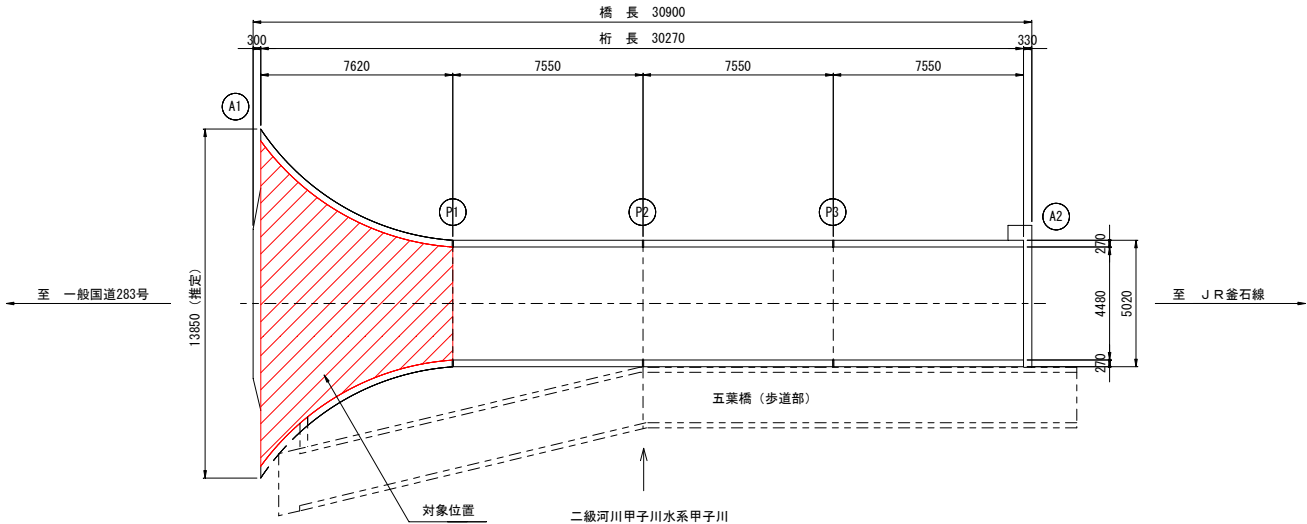 橋 長 30900
300
桁 長 30270
330
7620
7550
7550
7550
A1
P1
P2
P3
A2
至 一般国道283号
13850 (推定)
270
4480
5020
270
至 JR釜石線
五葉橋 (歩道部)
対象位置
二級河川甲子川水系甲子川